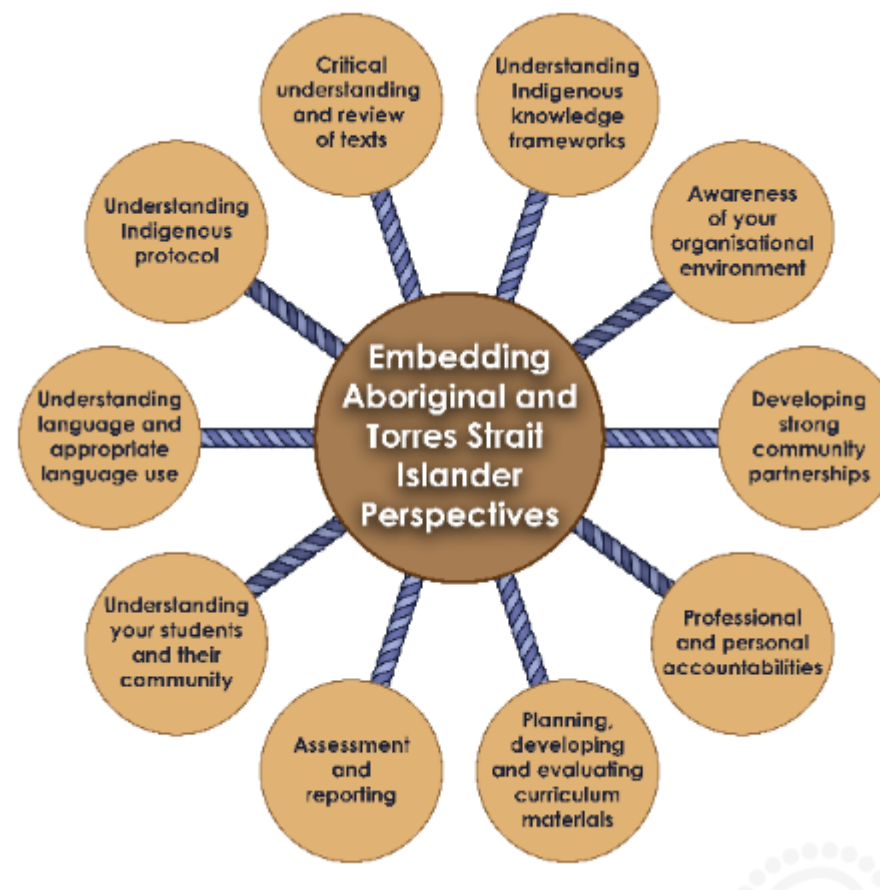 Critical
understanding
and review
of texts
Understanding
Indigenous
knowledge
frameworks
Awareness
of your
organisational
environment
Developing
strong
community
partnerships
Professional
and personal
accountabilities
Planning,
developing
and evaluating
curriculum
materials
Assessment
and
reporting
Understanding
your students
and their
community
Understanding
language and
appropriate
language use
Understanding
Indigenous
protocol
Embedding
Aboriginal and
Torres Strait
Islander
Perspectives